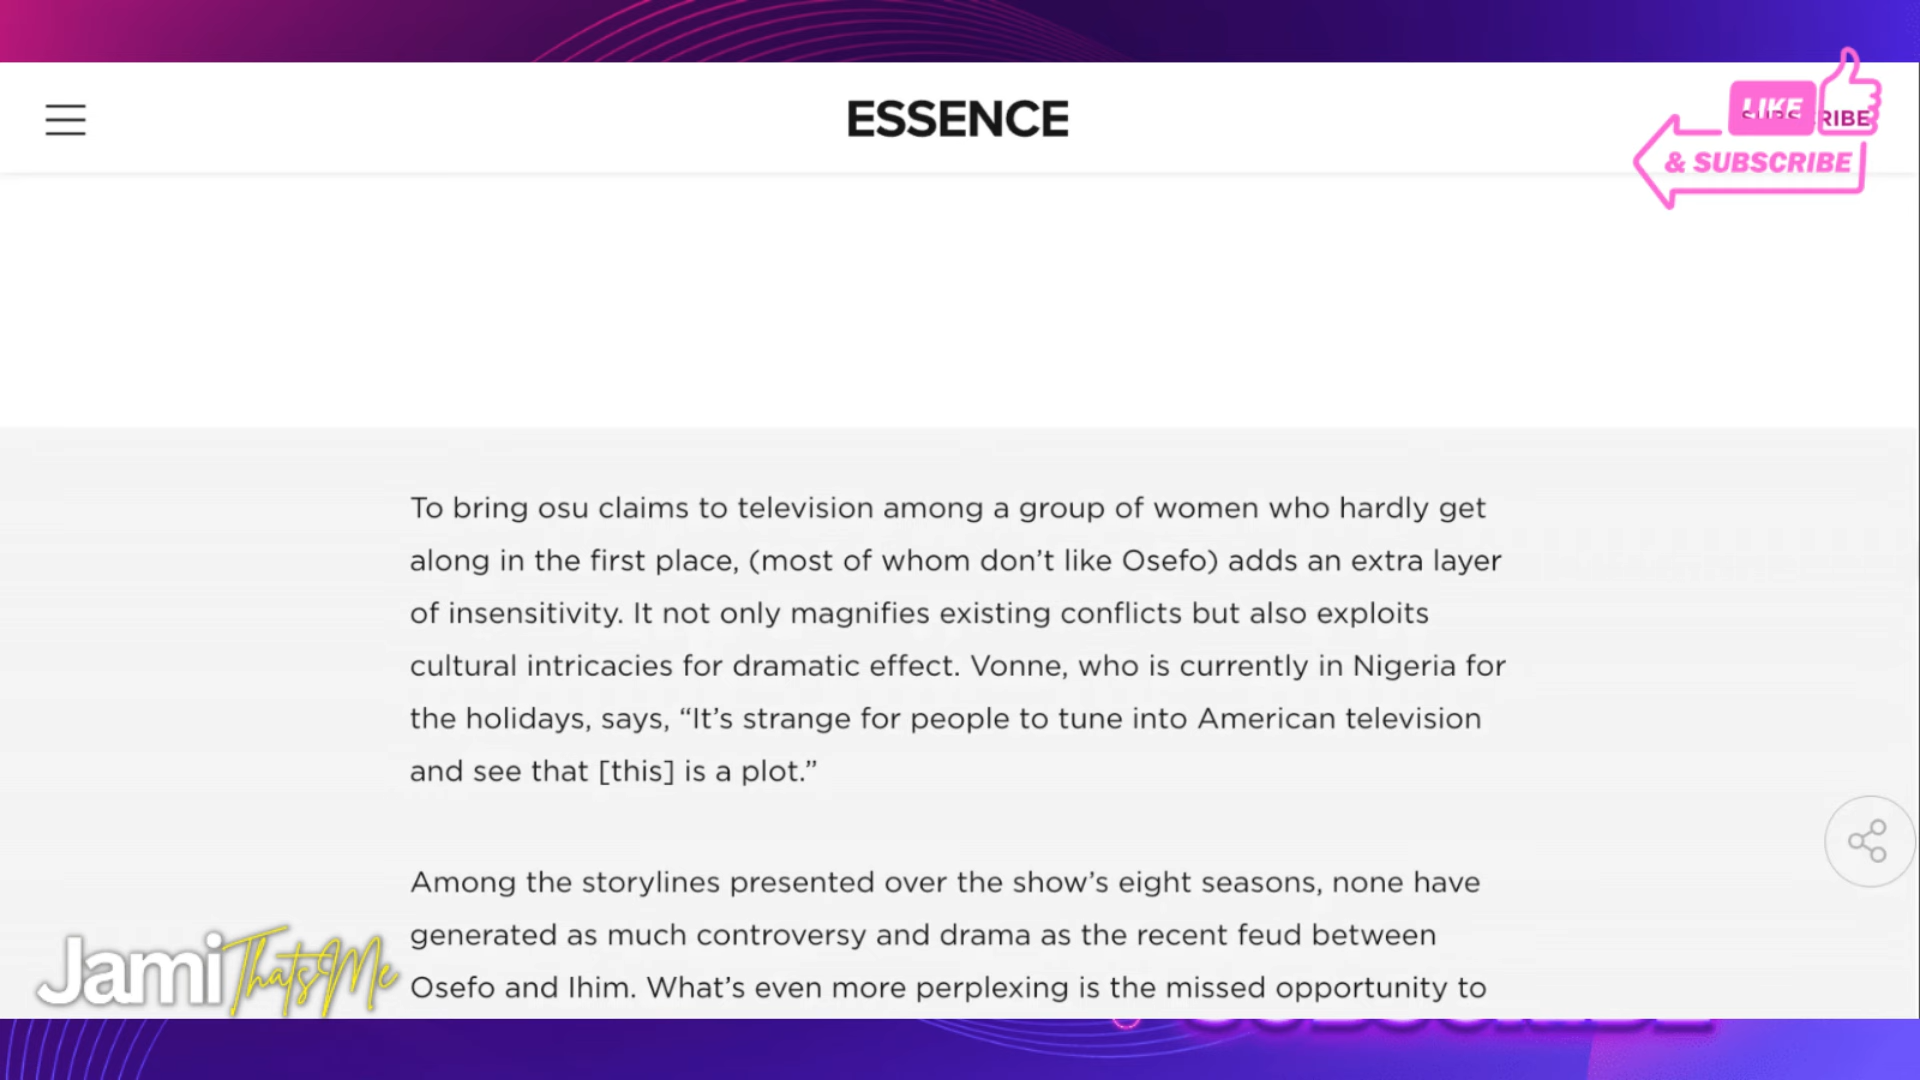 ESSENCE
LIKE
RIBE
& SUBSCRIBE
To bring osu claims to television among a group of women who hardly get
along in the first place, (most of whom don’t like Osefo) adds an extra layer
of insensitivity. It not only magnifies existing conflicts but also exploits
cultural intricacies for dramatic effect. Vonne, who is currently in Nigeria for
the holidays, says, “It’s strange for people to tune into American television
and see that [this] is a plot.”
Among the storylines presented over the show’s eight seasons, none have
generated as much controversy and drama as the recent feud between
Osefo and Ihim. What’s even more perplexing is the missed opportunity to
Jami ThatsMe